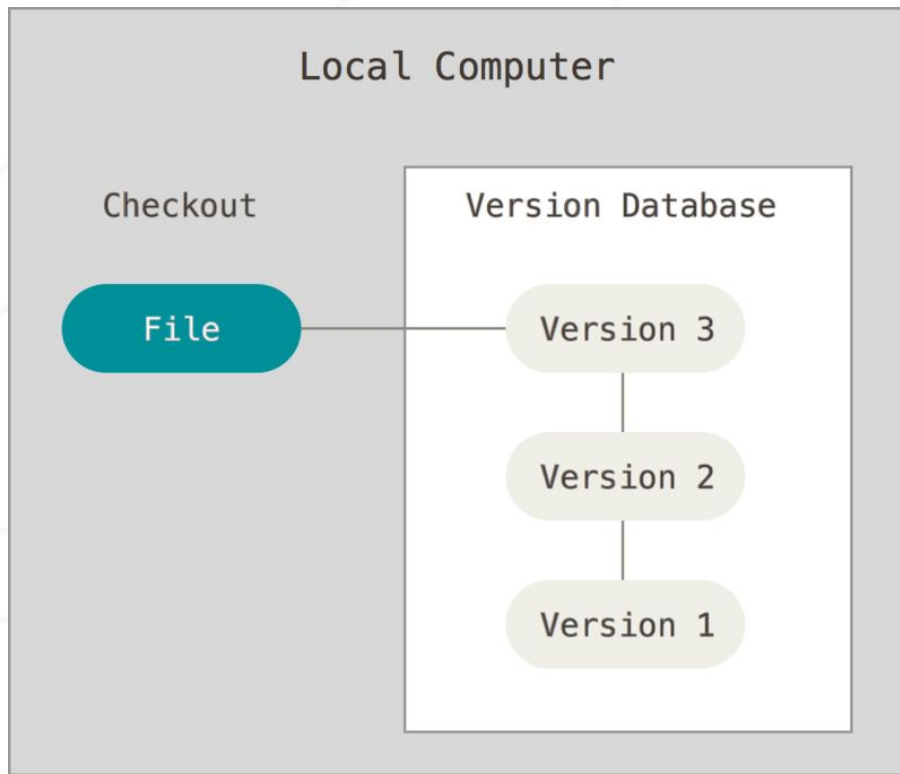 Local Computer
Checkout
Version Database
File
Version 3
Version 2
Version 1